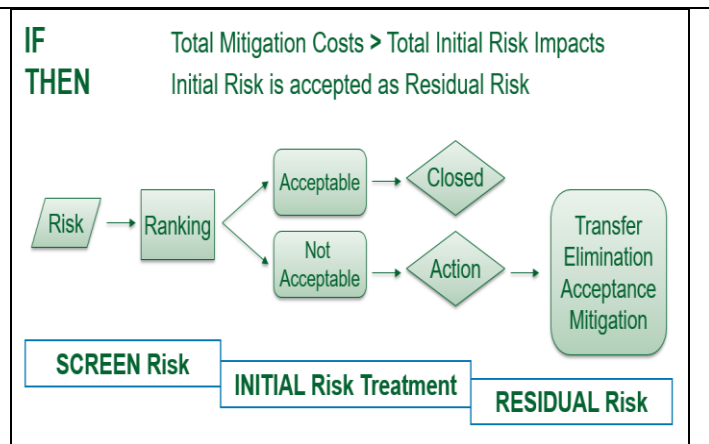 IF Total Mitigation Costs > Total Initial Risk Impacts
THEN Initial Risk is accepted as Residual Risk
Risk
Ranking
Acceptable
Closed
Not
Acceptable
Action
Transfer
Elimination
Acceptance
Mitigation
SCREEN Risk
INITIAL Risk Treatment
RESIDUAL Risk